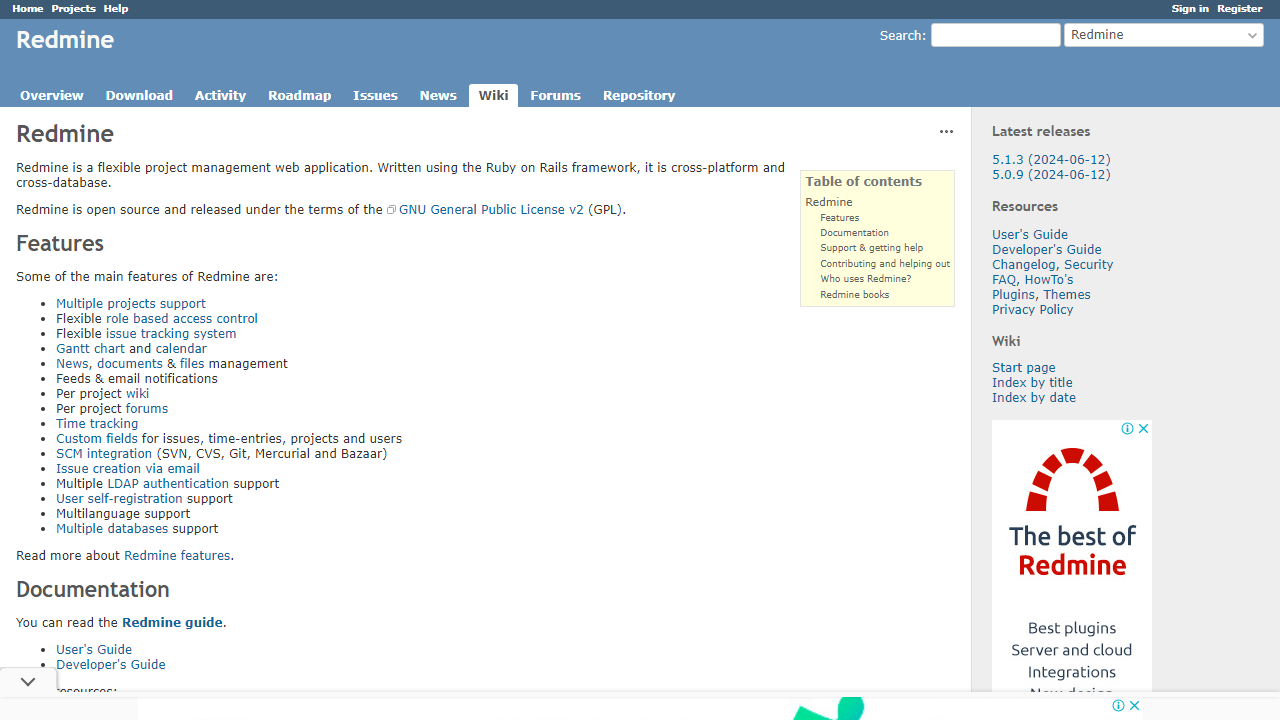 Home Projects Help
Sign in Register
Redmine
Search:
Redmine
Overview Download Activity Roadmap Issues News Wiki Forums Repository
Redmine
Redmine is a flexible project management web application. Written using the Ruby on Rails framework, it is cross-platform and
cross-database.
Redmine is open source and released under the terms of the GNU General Public License v2 (GPL).
Table of contents
Redmine
Features
Documentation
Support & getting help
Contributing and helping out
Who uses Redmine?
Redmine books
Features
Some of the main features of Redmine are:
Multiple projects support
Flexible role based access control
Flexible issue tracking system
Gantt chart and calendar
News, documents & files management
Feeds & email notifications
Per project wiki
Per project forums
Time tracking
Custom fields for issues, time-entries, projects and users
SCM integration (SVN, CVS, Git, Mercurial and Bazaar)
Issue creation via email
Multiple LDAP authentication support
User self-registration support
Multilanguage support
Multiple databases support
Read more about Redmine features.
Documentation
You can read the Redmine guide.
User's Guide
Developer's Guide
resources:
Latest releases
5.1.3 (2024-06-12)
5.0.9 (2024-06-12)
Resources
User's Guide
Developer's Guide
Changelog, Security
FAQ, HowTo's
Plugins, Themes
Privacy Policy
Wiki
Start page
Index by title
Index by date
The best of
Redmine
Best plugins
Server and cloud
Integrations
New design